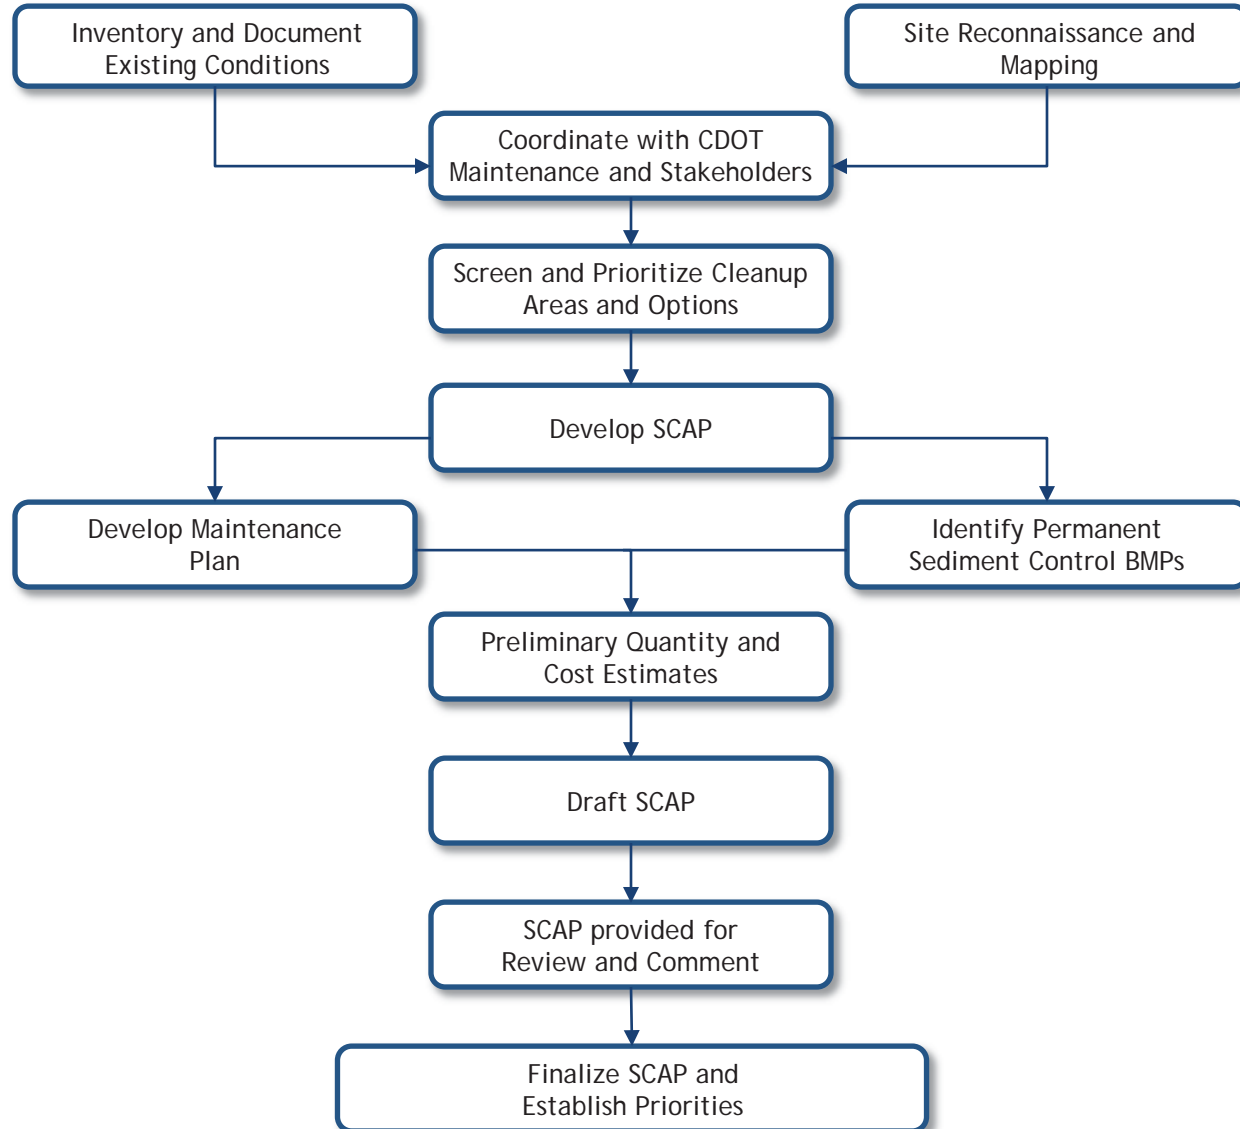 Inventory and Document
Existing Conditions
Site Reconnaissance and
Mapping
Coordinate with CDOT
Maintenance and Stakeholders
Screen and Prioritize Cleanup
Areas and Options
Develop SCAP
Develop Maintenance
Plan
Identify Permanent
Sediment Control BMPs
Preliminary Quantity and
Cost Estimates
Draft SCAP
SCAP provided for
Review and Comment
Finalize SCAP and
Establish Priorities